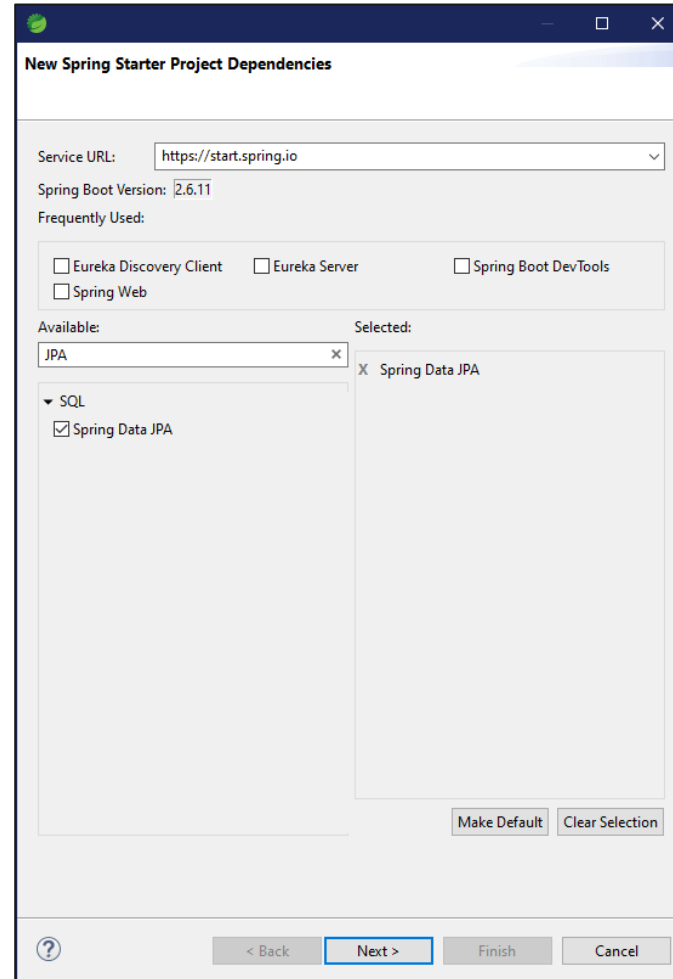 New Spring Starter Project Dependencies
Service URL: https://start.spring.io
Spring Boot Version: 2.6.11
Frequently Used:
Eureka Discovery Client Eureka Server Spring Boot DevTools
Spring Web
Available: Selected:
JPA
X Spring Data JPA
SQL
Spring Data JPA
Make Default Clear Selection
? < Back Next > Finish Cancel